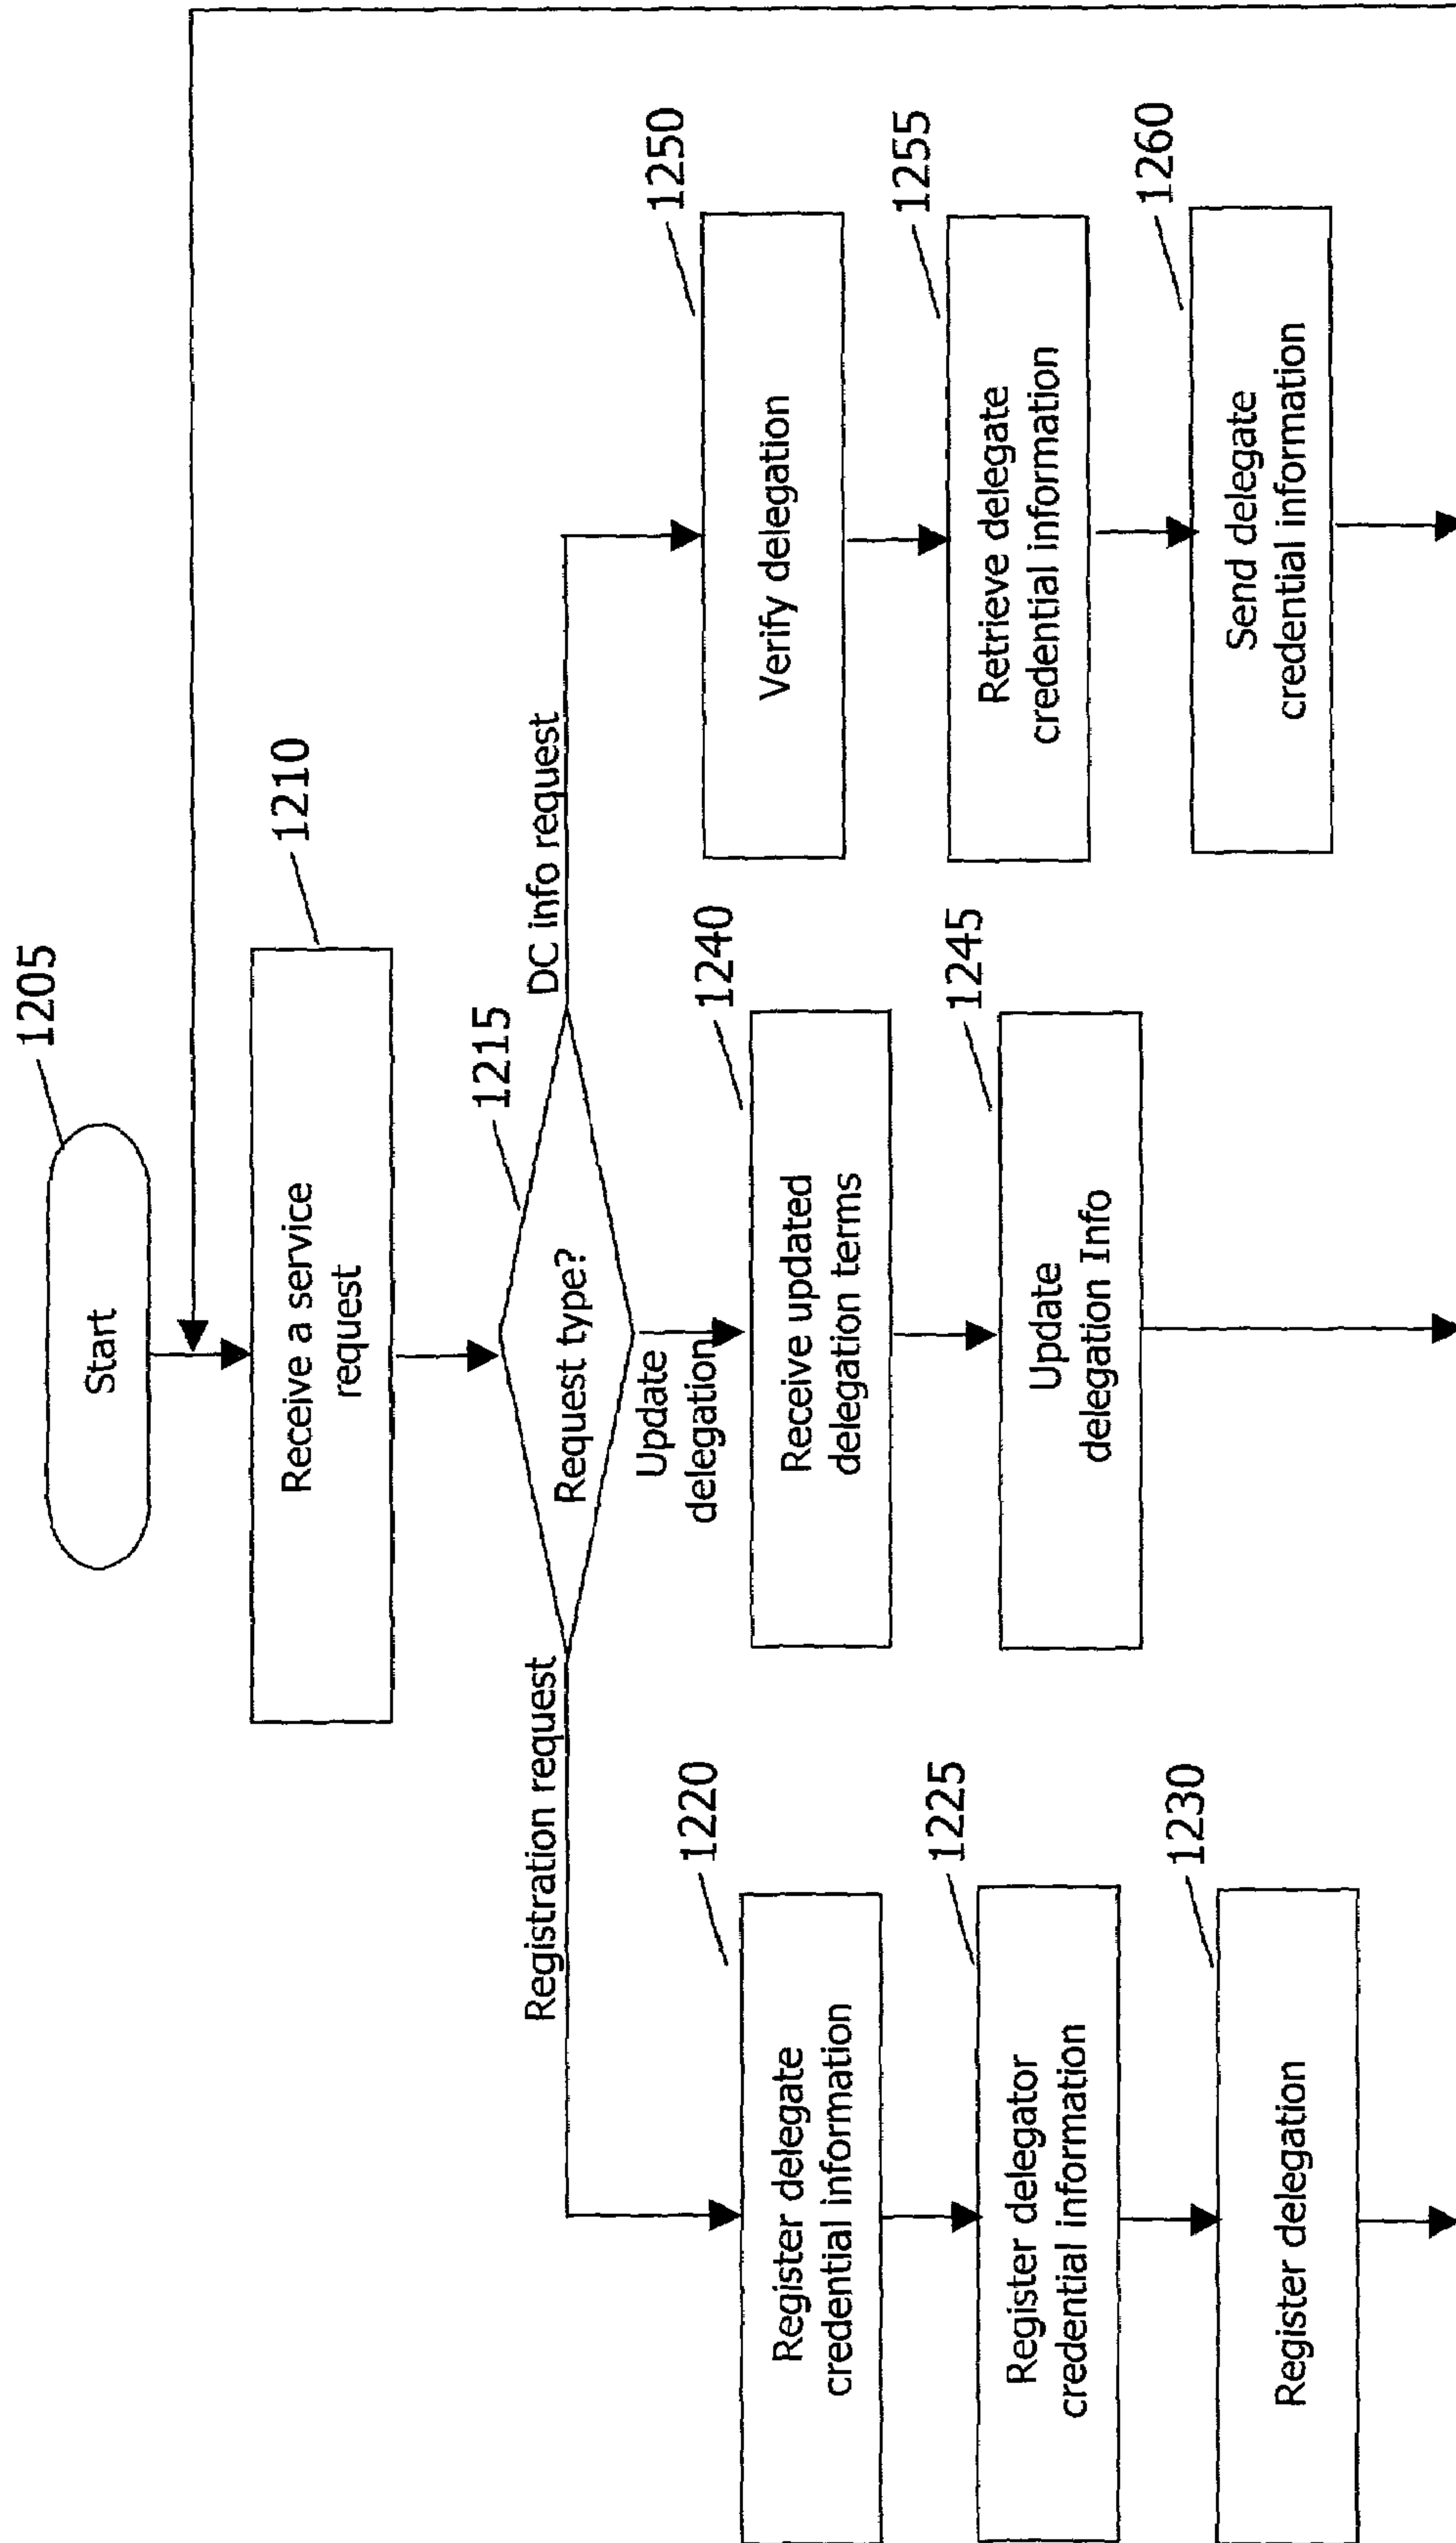 1205
Start
1210
Receive a service
request
1215
Request type?
Registration request
Update
delegation
DC info request
1220
Register delegate
credential information
1225
Register delegator
credential information
1230
Register delegation
1240
Receive updated
delegation terms
1245
Update
delegation Info
1250
Verify delegation
1255
Retrieve delegate
credential information
1260
Send delegate
credential information